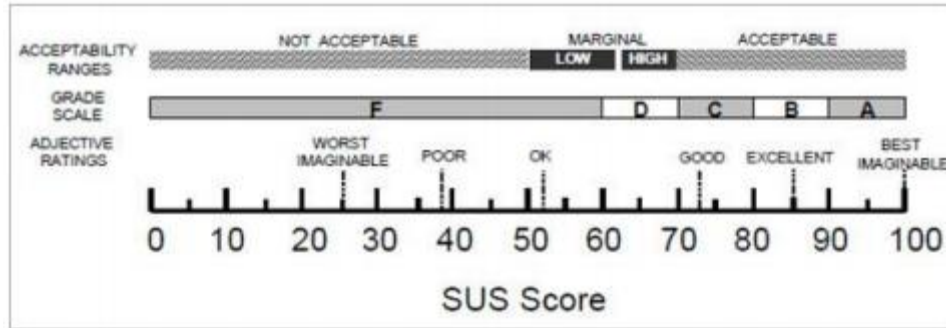 NOT ACCEPTABLE MARGINAL ACCEPTABLE
ACCEPTABILITY RANGES
LOW HIGH
GRADE SCALE
F D C B A
ADJECTIVE RATINGS
WORST IMAGINABLE POOR OK GOOD EXCELLENT BEST IMAGINABLE
0 10 20 30 40 50 60 70 80 90 100
SUS Score